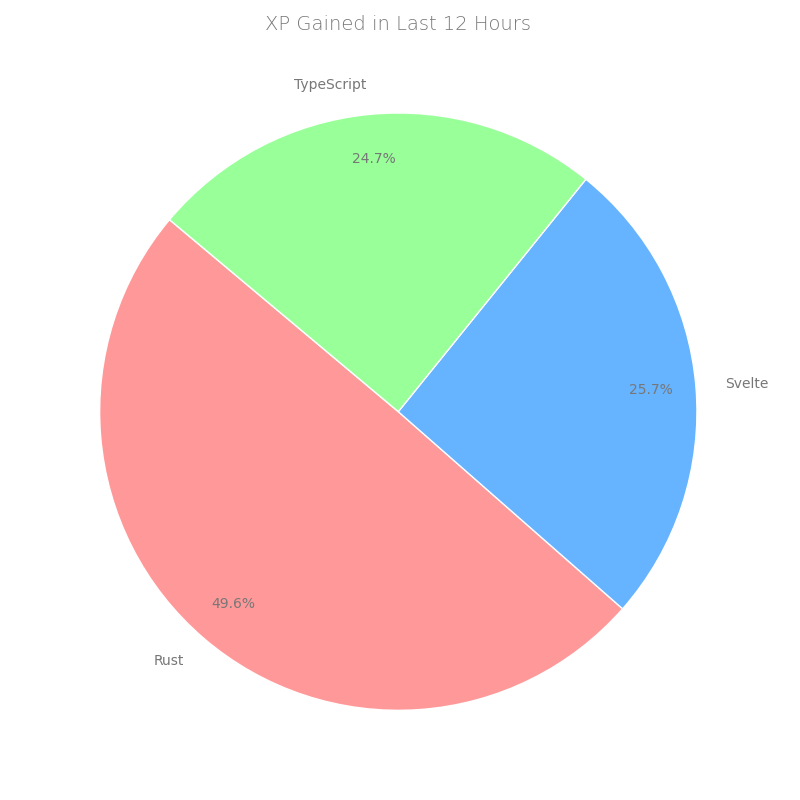 XP Gained in Last 12 Hours
TypeScript
24.7%
Svelte
25.7%
49.6%
Rust